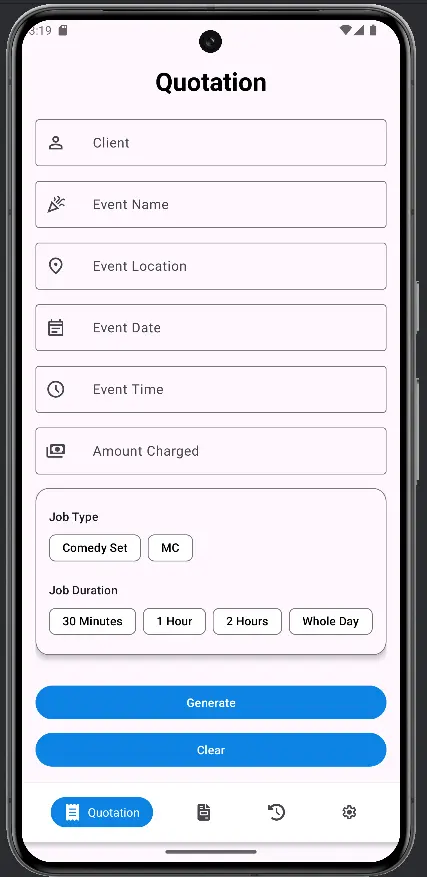 3:19
Quotation
Client
Event Name
Event Location
Event Date
Event Time
Amount Charged
Job Type
Comedy Set MC
Job Duration
30 Minutes 1 Hour 2 Hours Whole Day
Generate
Clear
Quotation